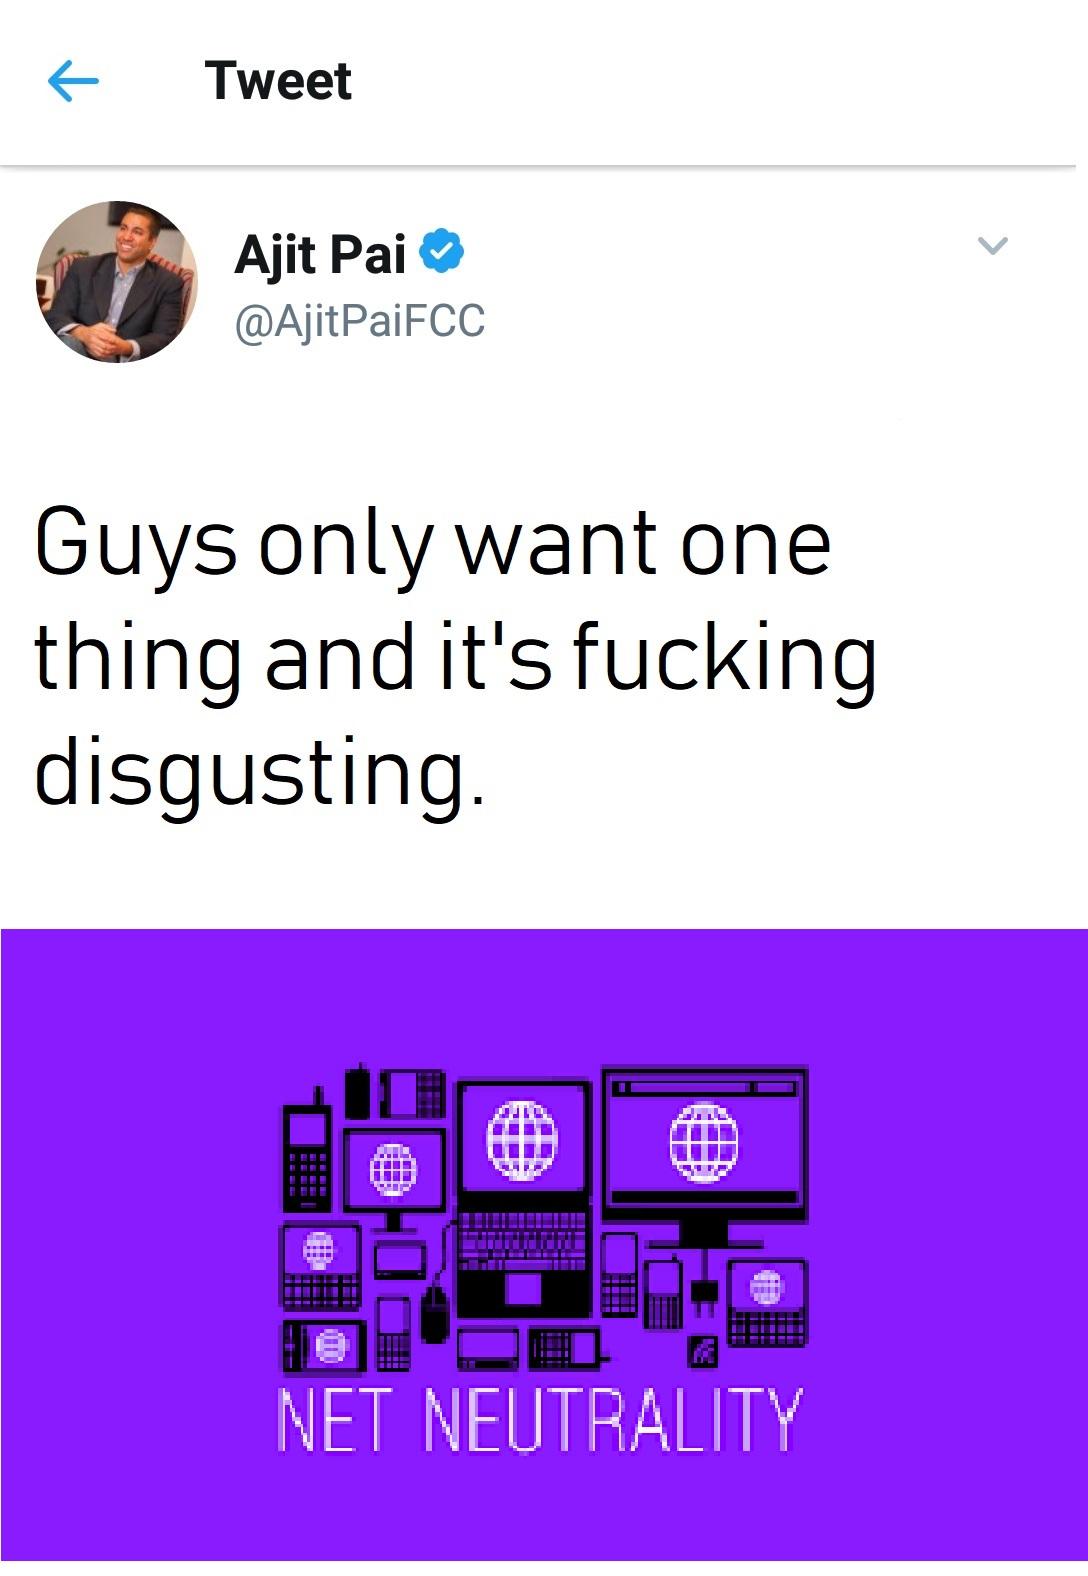 Tweet
Ajit Pai
@AjitPaiFCC
Guys only want one
thing and it's fucking
disgusting.
NET NEUTRALITY